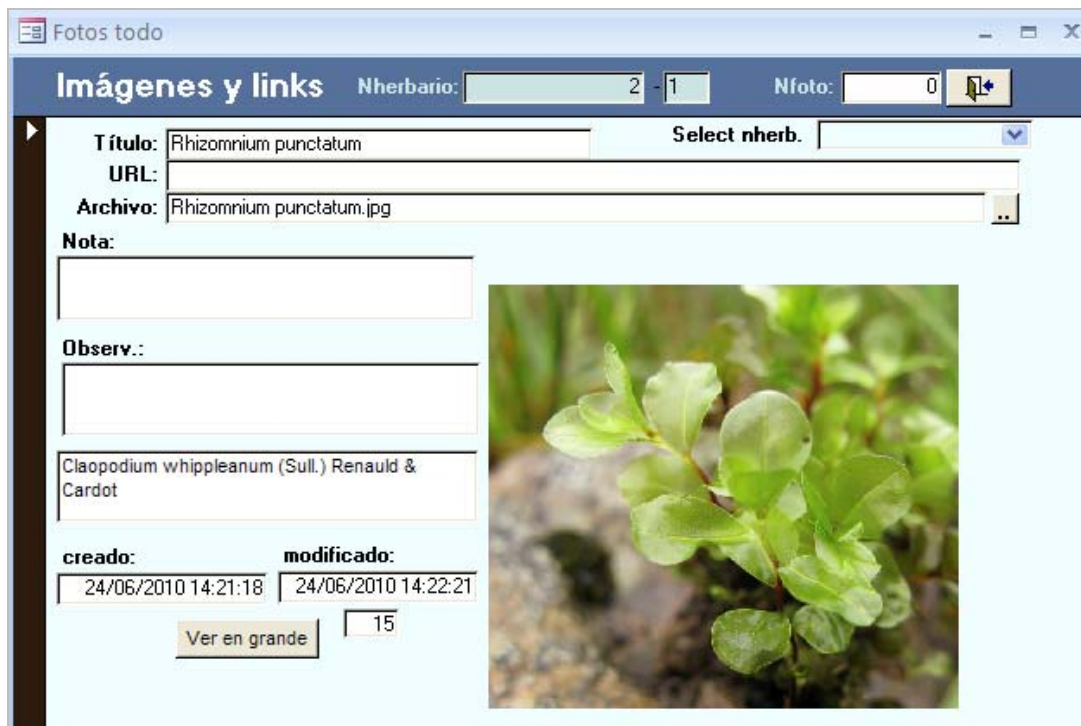 Fotos todo
Imágenes y links Nherbario: 2 - 1 Nfoto: 0
Título: Rhizomnium punctatum Select nherb.
URL:
Archivo: Rhizomnium punctatum.jpg ..
Nota:
Observ.:
Claopodium whippleanum (Sull.) Renauld &
Cardot
creado: modificado:
24/06/2010 14:21:18 24/06/2010 14:22:21
Ver en grande 15